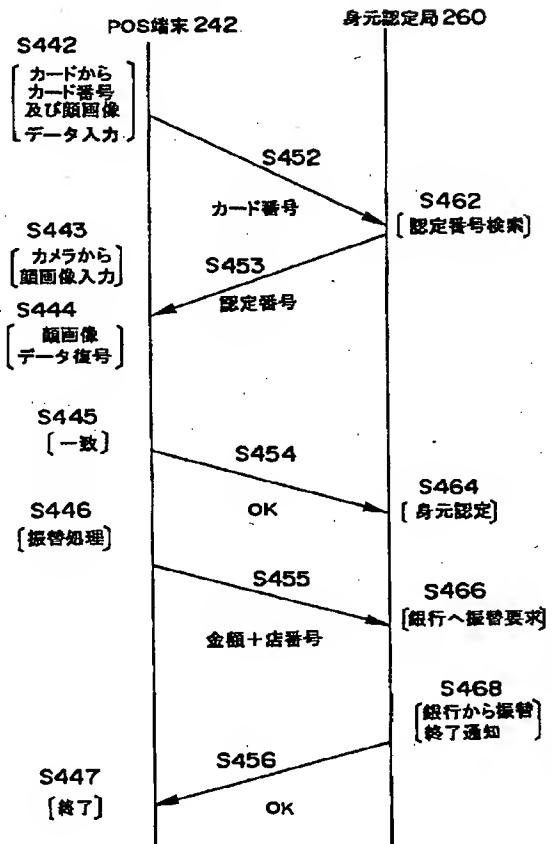 POS端末242
身元認定局260
S442
カードから
カード番号
及び顔画像
データ入力
S452
カード番号
S462
認定番号検索
S443
カメラから
顔画像入力
S453
認定番号
S444
顔画像
データ復号
S445
一致
S454
OK
S464
身元認定
S446
振替処理
S455
金額+店番号
S466
銀行へ振替要求
S468
銀行から振替
終了通知
S456
OK
S447
終了